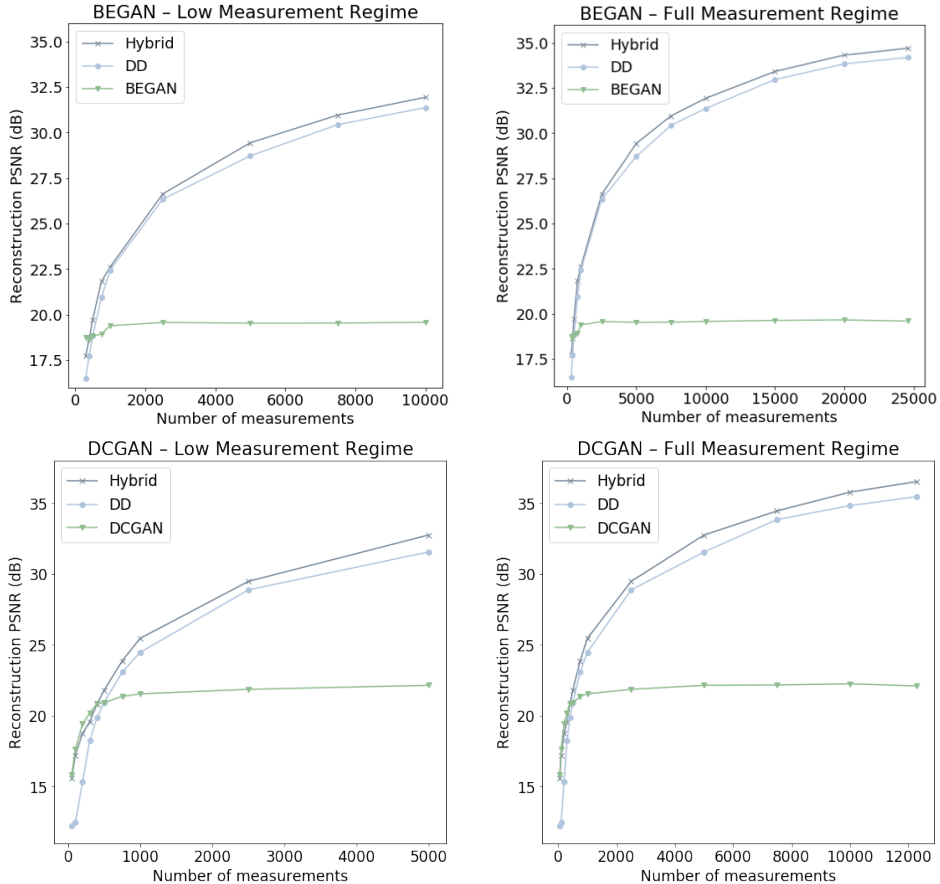 BEGAN – Low Measurement Regime
35.0
32.5
30.0
27.5
25.0
22.5
20.0
17.5
Reconstruction PSNR (dB)
Hybrid
DD
BEGAN
0 2000 4000 6000 8000 10000
Number of measurements
BEGAN – Full Measurement Regime
35.0
32.5
30.0
27.5
25.0
22.5
20.0
17.5
Reconstruction PSNR (dB)
Hybrid
DD
BEGAN
0 5000 10000 15000 20000 25000
Number of measurements
DCGAN – Low Measurement Regime
35
30
25
20
15
Reconstruction PSNR (dB)
Hybrid
DD
DCGAN
0 1000 2000 3000 4000 5000
Number of measurements
DCGAN – Full Measurement Regime
35
30
25
20
15
Reconstruction PSNR (dB)
Hybrid
DD
DCGAN
0 2000 4000 6000 8000 10000 12000
Number of measurements